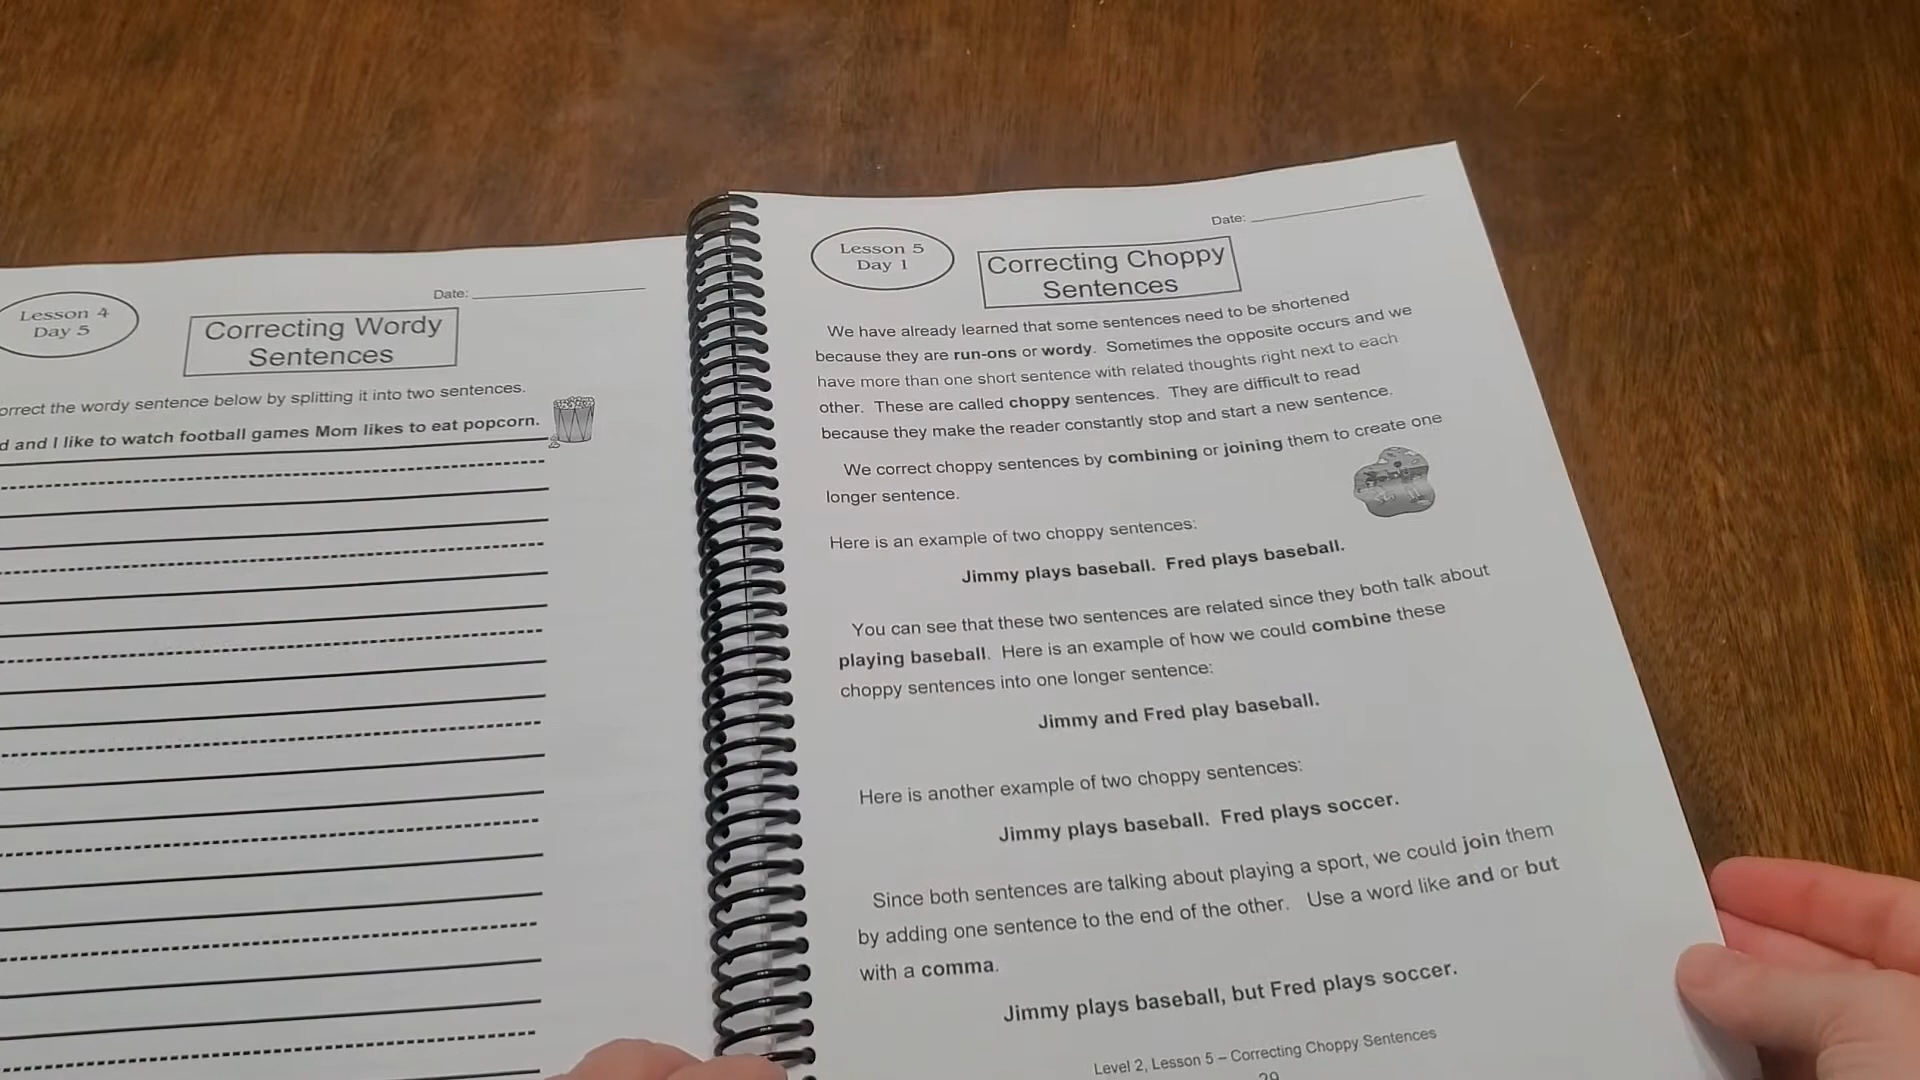 Lesson 4
Day 5
Date:
Correcting Wordy
Sentences
the wordy sentence below by splitting it into two sentences.
and I like to watch football games Mom likes to eat popcorn.
Lesson 5
Day 1
Date:
Correcting Choppy
Sentences
We have already learned that some sentences need to be shortened
because they are run-ons or wordy. Sometimes the opposite occurs and we
have more than one short sentence with related thoughts right next to each
other. These are called choppy sentences. They are difficult to read
because they make the reader constantly stop and start a new sentence.
We correct choppy sentences by combining or joining them to create one
longer sentence.
Here is an example of two choppy sentences:
Jimmy plays baseball. Fred plays baseball.
You can see that these two sentences are related since they both talk about
playing baseball. Here is an example of how we could combine these
choppy sentences into one longer sentence:
Jimmy and Fred play baseball.
Here is another example of two choppy sentences:
Jimmy plays baseball. Fred plays soccer.
Since both sentences are talking about playing a sport, we could join them
by adding one sentence to the end of the other. Use a word like and or but
with a comma.
Jimmy plays baseball, but Fred plays soccer.
Level 2, Lesson 5 – Correcting Choppy Sentences